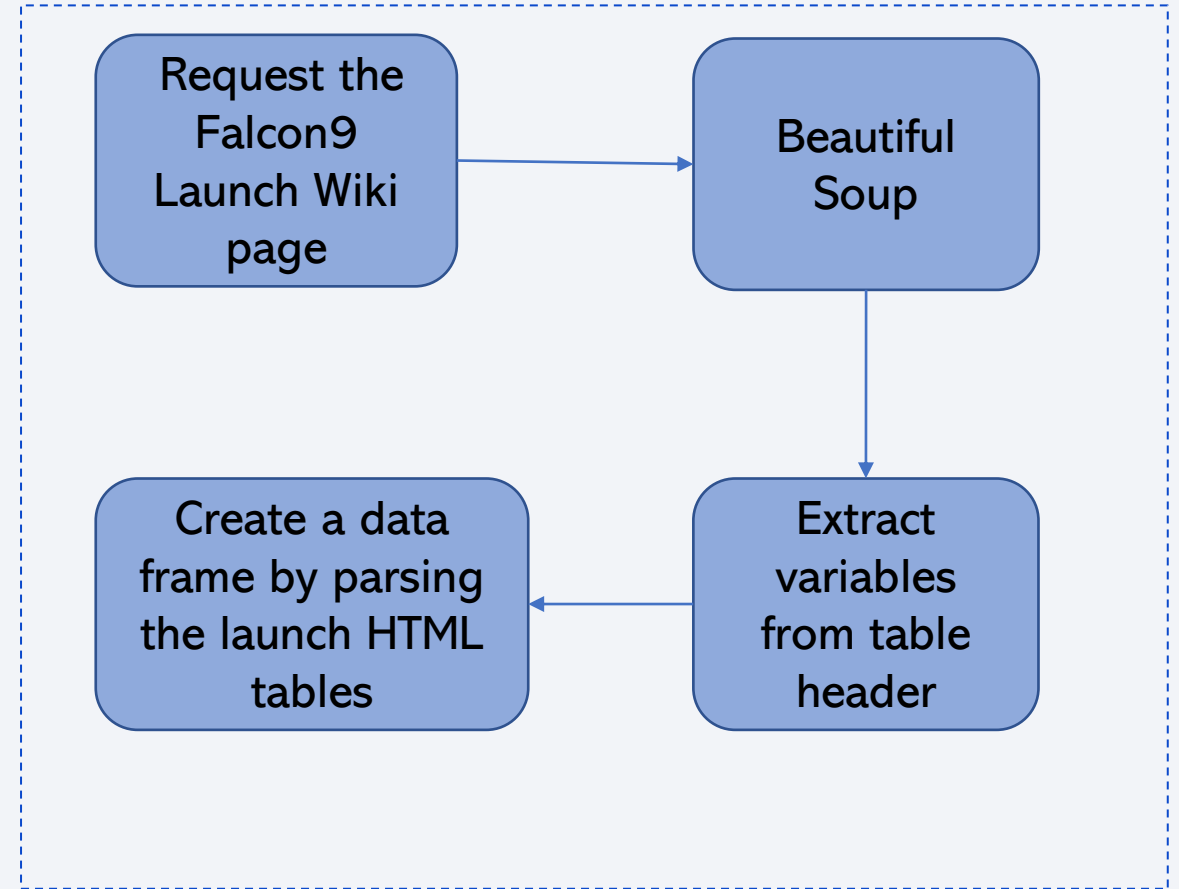 Request the
Falcon9
Launch Wiki
page
Beautiful
Soup
Extract
variables
from table
header
Create a data
frame by parsing
the launch HTML
tables